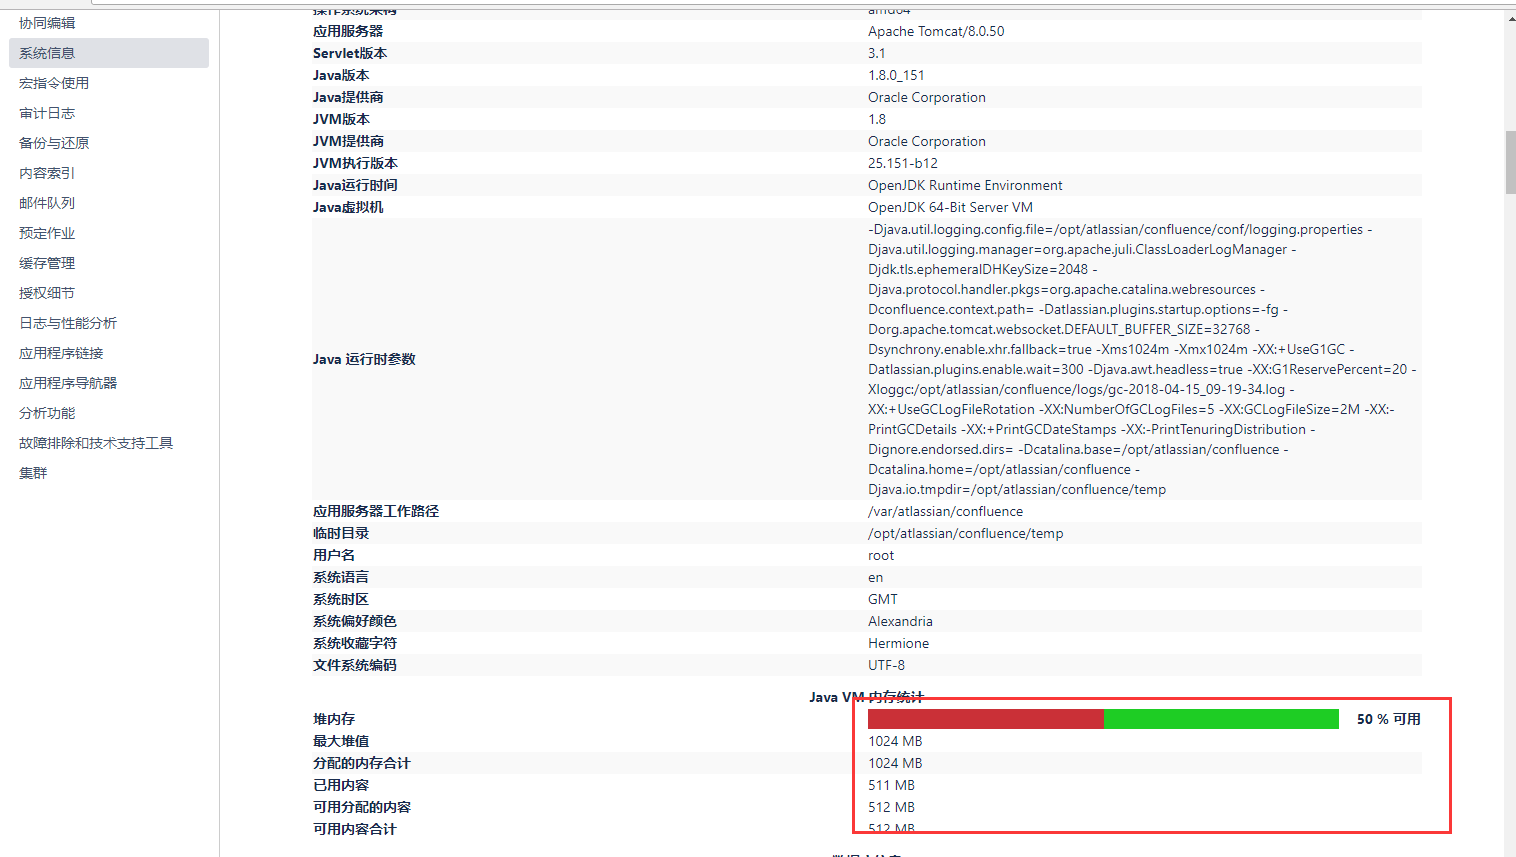 协同编辑
系统信息
宏指令使用
审计日志
备份与还原
内容索引
邮件队列
预定作业
缓存管理
授权细节
日志与性能分析
应用程序链接
应用程序导航器
分析功能
故障排除和技术支持工具
集群
操作系统架构 amd64
应用服务器 Apache Tomcat/8.0.50
Servlet版本 3.1
Java版本 1.8.0_151
Java提供商 Oracle Corporation
JVM版本 1.8
JVM提供商 Oracle Corporation
JVM执行版本 25.151-b12
Java运行时间 OpenJDK Runtime Environment
Java虚拟机 OpenJDK 64-Bit Server VM
Java 运行时参数
-Djava.util.logging.config.file=/opt/atlassian/confluence/conf/logging.properties -
Djava.util.logging.manager=org.apache.juli.ClassLoaderLogManager -
Djdk.tls.ephemeralDHKeySize=2048 -
Djava.protocol.handler.pkgs=org.apache.catalina.webresources -
Dconfluence.context.path= -Datlassian.plugins.startup.options=-fg -
Dorg.apache.tomcat.websocket.DEFAULT_BUFFER_SIZE=32768 -
Dsynchrony.enable.xhr.fallback=true -Xms1024m -Xmx1024m -XX:+UseG1GC -
Datlassian.plugins.enable.wait=300 -Djava.awt.headless=true -XX:G1ReservePercent=20 -
Xloggc:/opt/atlassian/confluence/logs/gc-2018-04-15_09-19-34.log -
XX:+UseGCLogFileRotation -XX:NumberOfGCLogFiles=5 -XX:GCLogFileSize=2M -XX:-
PrintGCDetails -XX:+PrintGCDateStamps -XX:-PrintTenuringDistribution -
Dignore.endorsed.dirs= -Dcatalina.base=/opt/atlassian/confluence -
Dcatalina.home=/opt/atlassian/confluence -
Djava.io.tmpdir=/opt/atlassian/confluence/temp
应用服务器工作路径 /var/atlassian/confluence
临时目录 /opt/atlassian/confluence/temp
用户名 root
系统语言 en
系统时区 GMT
系统偏好颜色 Alexandria
系统收藏字符 Hermione
文件系统编码 UTF-8
Java VM 内存统计
堆内存 50 % 可用
最大堆值 1024 MB
分配的内存合计 1024 MB
已用内容 511 MB
可用分配的内容 512 MB
可用内容合计 512 MB